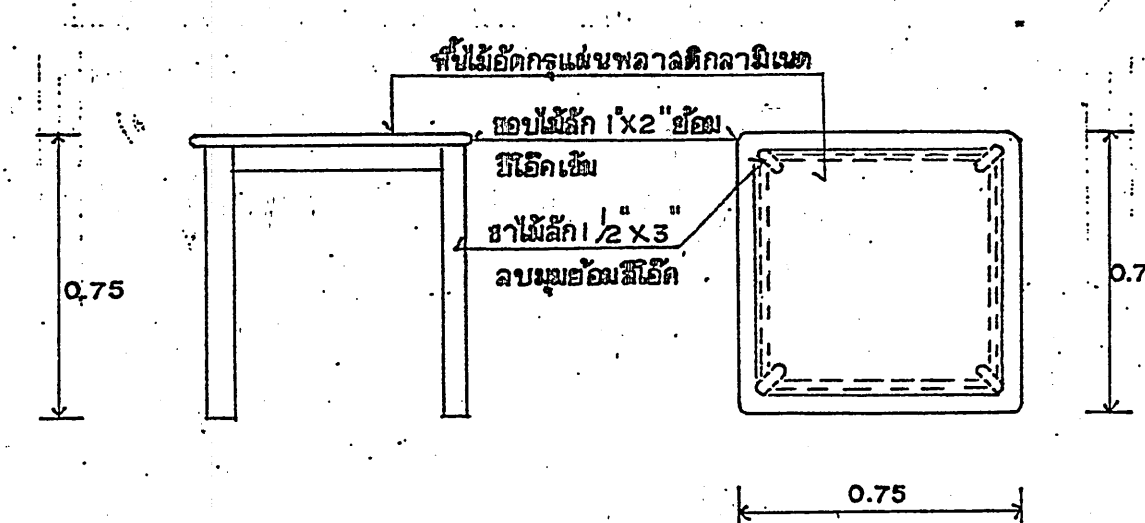 พื้นไม้อัดกรุแผ่นพลาสติกลามิเนต
ขอบไม้สัก 1"X2" ย้อม
สีโอ๊คเข้ม
ขาไม้สัก 1 1/2" X 3"
ลบมุมย้อมสีโอ๊ค
0.75
0.7
0.75